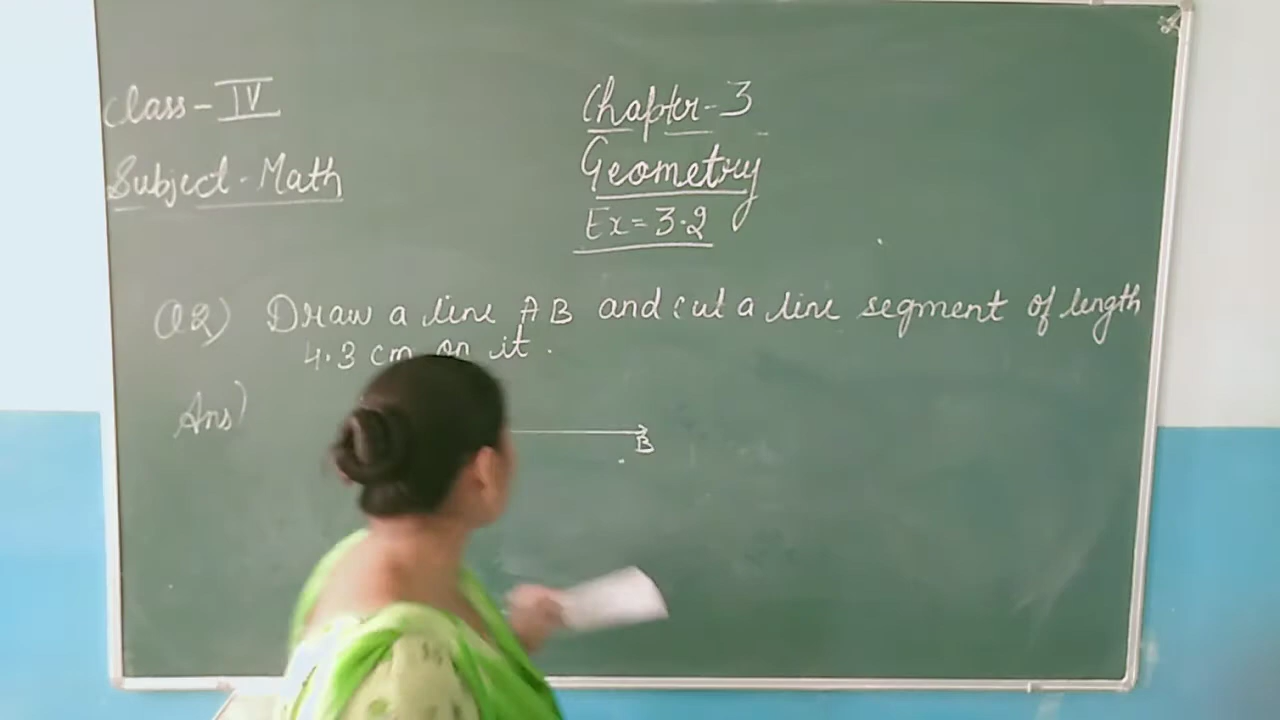 Class - IV
Subject - Math
Chapter - 3
Geometry
Ex = 3.2
Q2) Draw a line AB and cut a line segment of length
4.3 cm on it.
Ans)
B